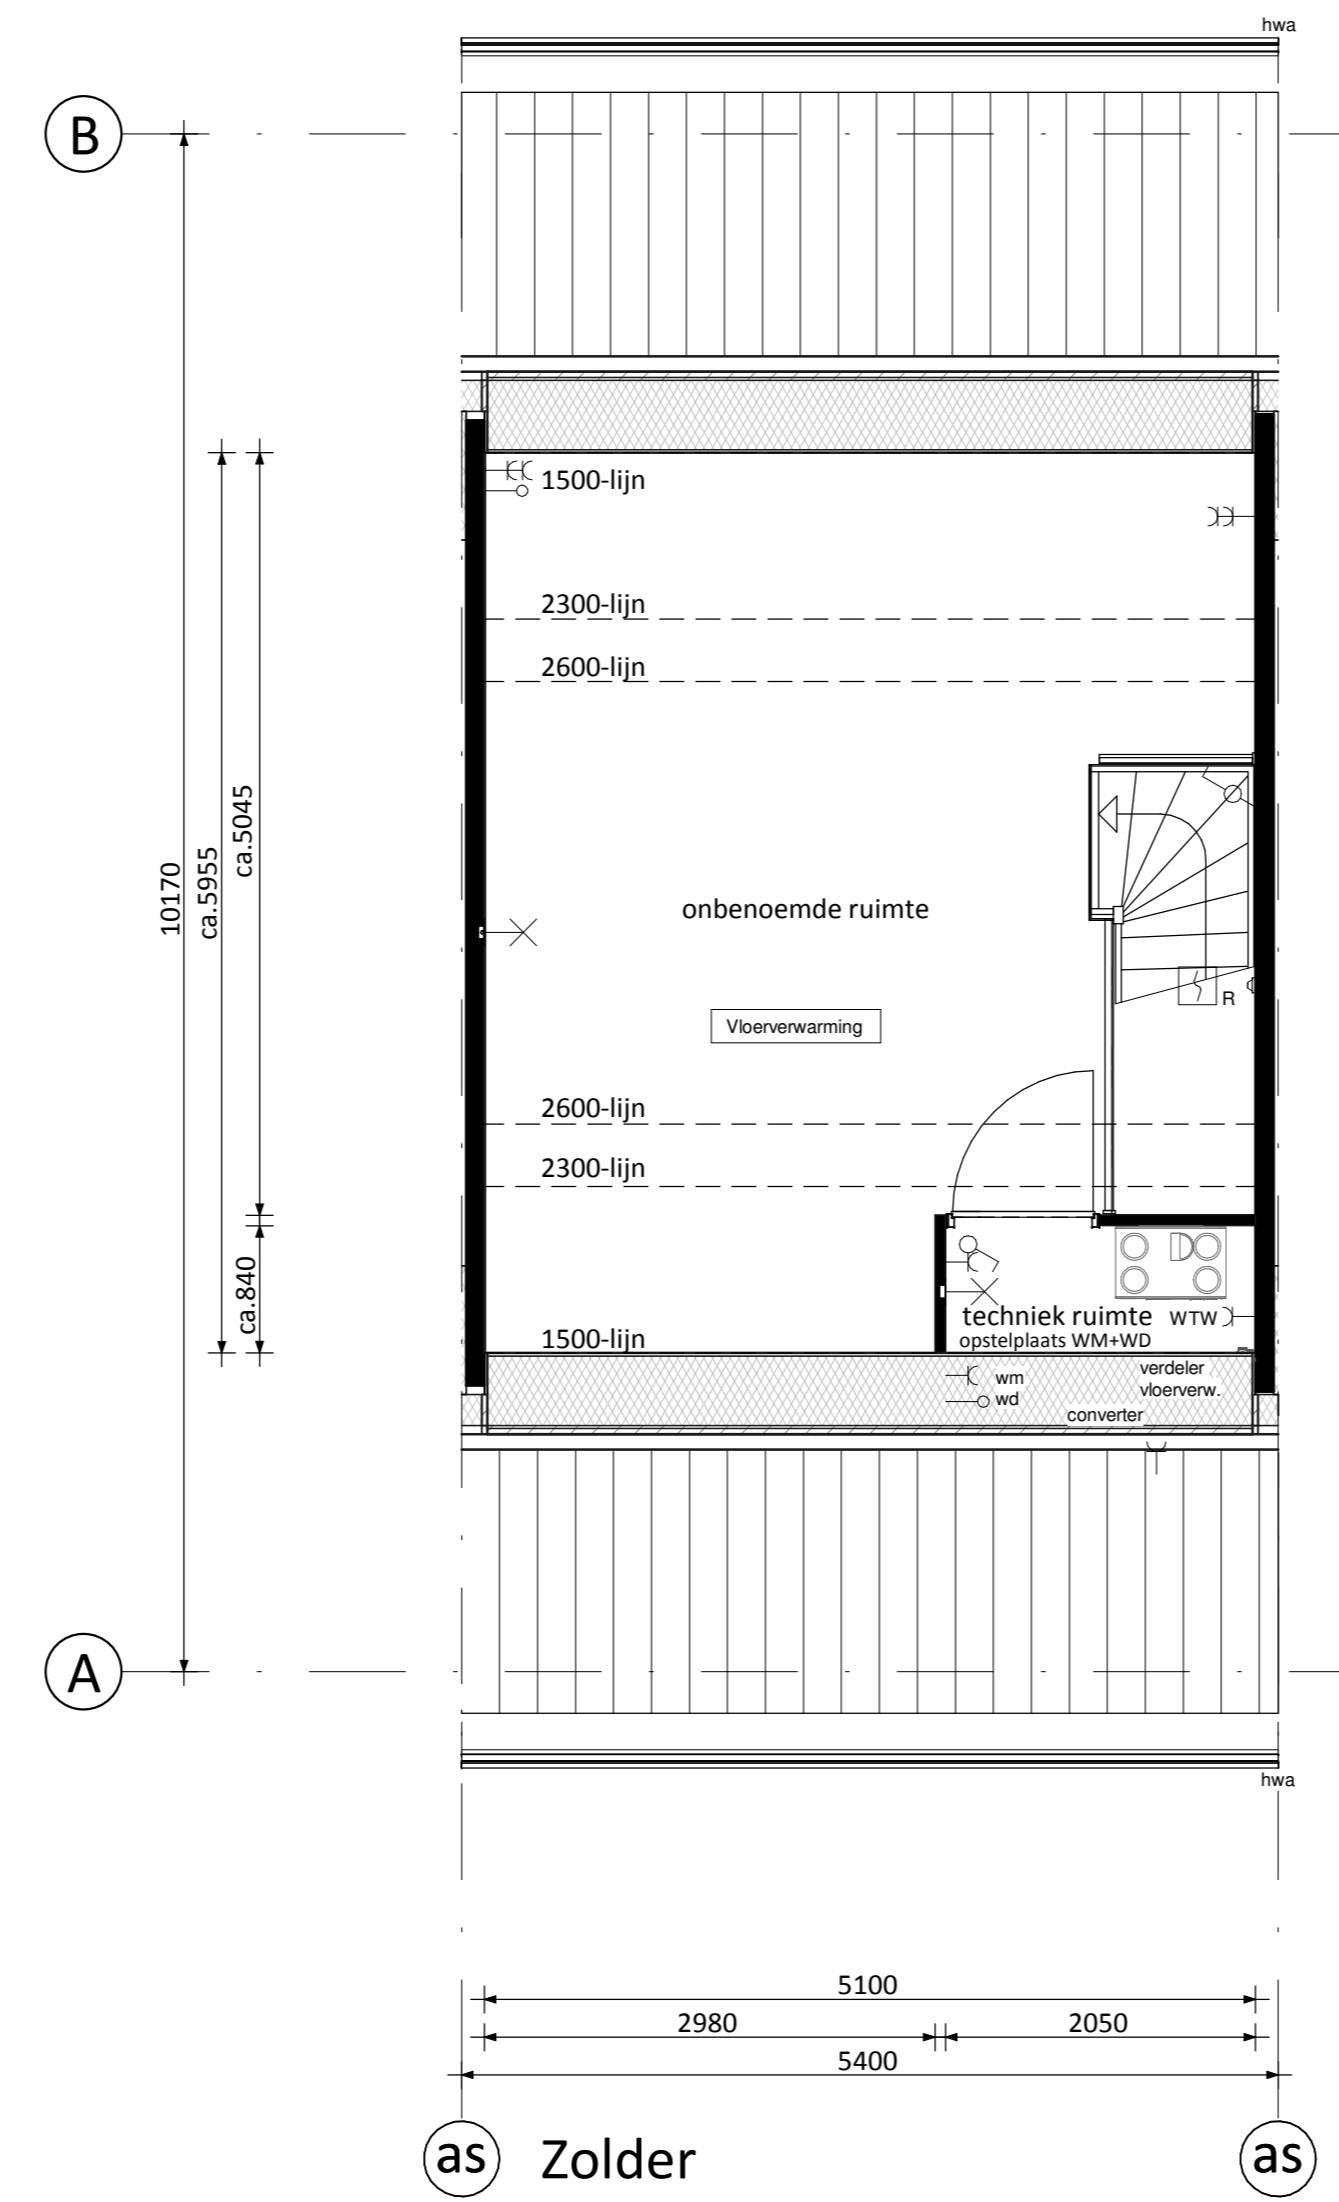 hwa
B
1500-lijn
2300-lijn
2600-lijn
10170
ca.5955
ca.5045
onbenoemde ruimte
R
Vloerverwarming
2600-lijn
2300-lijn
ca.840
techniek ruimte
WTW
opstelplaats WM+WD
1500-lijn
wm
wd
verdeler
vloerverw.
converter
A
hwa
5100
2980
2050
5400
as
Zolder
as